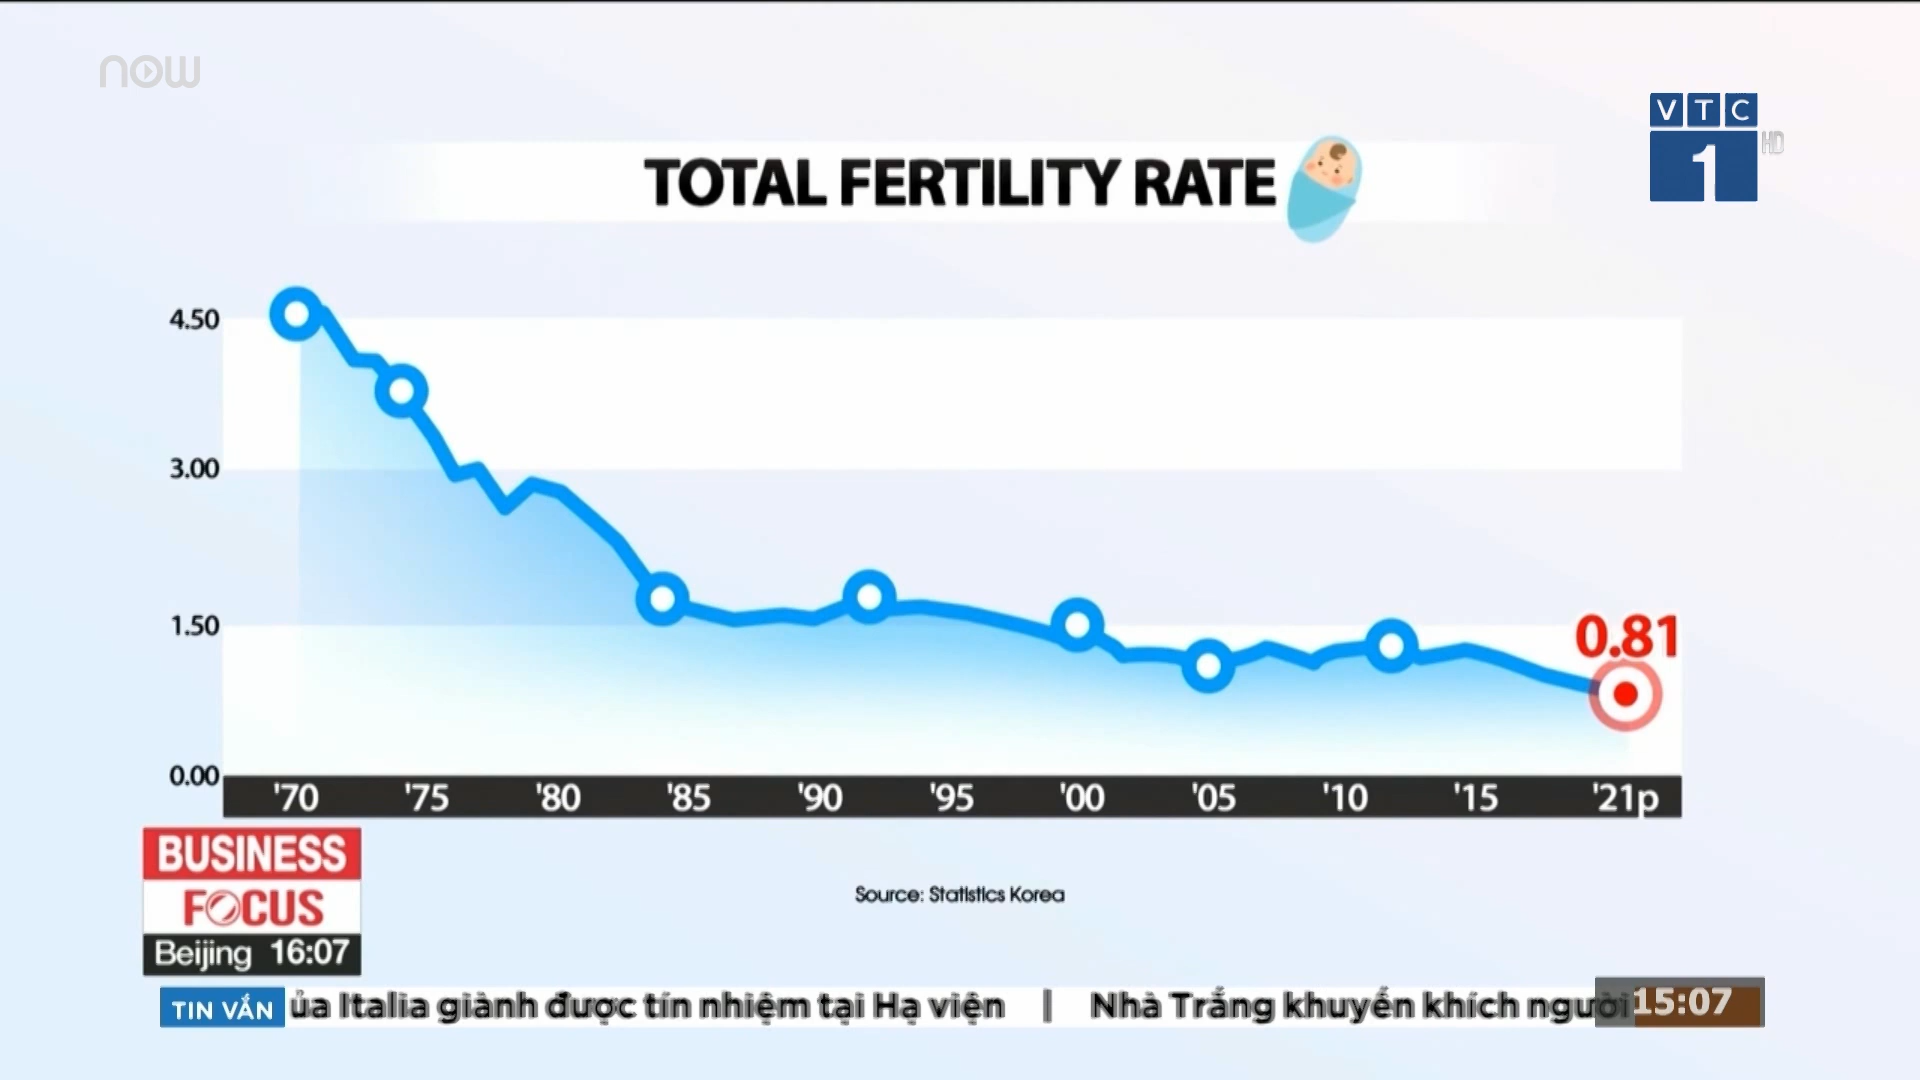 now
VTC
1
HD
TOTAL FERTILITY RATE
4.50
3.00
1.50
0.00
0.81
'70 '75 '80 '85 '90 '95 '00 '05 '10 '15 '21p
BUSINESS
FOCUS
Beijing 16:07
Source: Statistics Korea
TIN VẮN ủa Italia giành được tín nhiệm tại Hạ viện | Nhà Trắng khuyến khích người 15:07